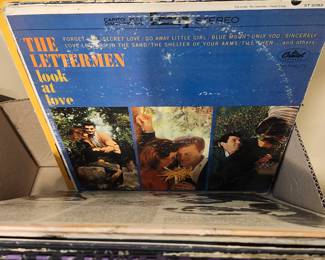 STEREO
FORGET HIM / SECRET LOVE / GO AWAY LITTLE GIRL / BLUE MOON / ONLY YOU / SINCERELY
LOVE LETTERS IN THE SAND / THE SHELTER OF YOUR ARMS / TILL THEN ... and others
Capitol
THE
LETTERMEN
look at
love